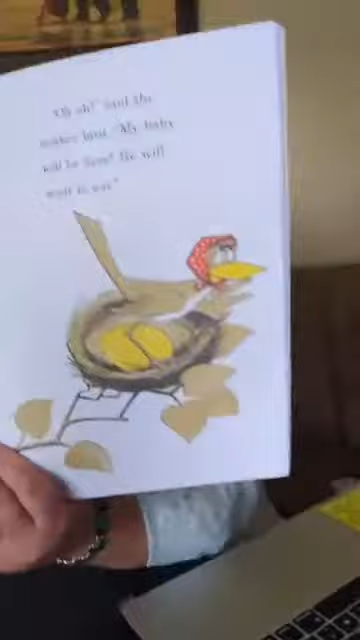 "Oh oh!" said the
mother bird. "My baby
will be here! He will
want to eat."